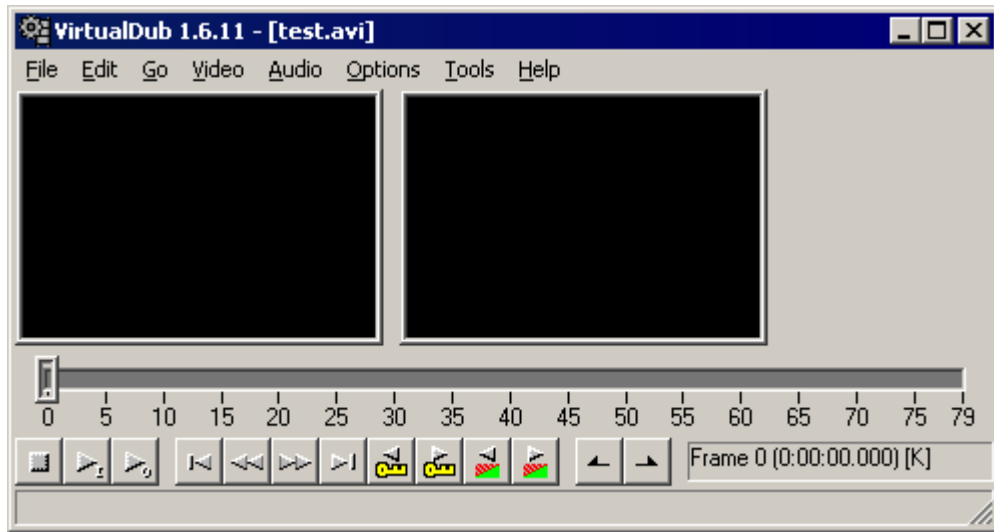 VirtualDub 1.6.11 - [test.avi]
File Edit Go Video Audio Options Tools Help
0 5 10 15 20 25 30 35 40 45 50 55 60 65 70 75 79
I O Frame 0 (0:00:00.000) [K]